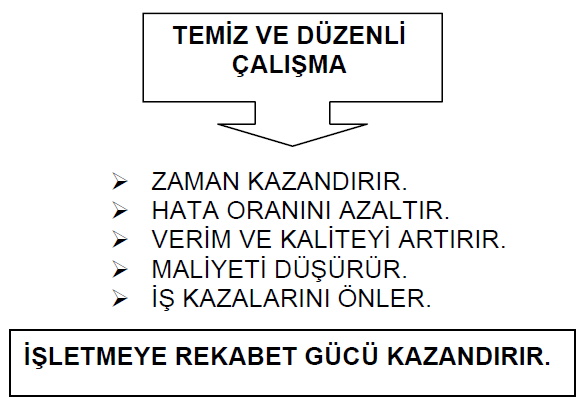 TEMİZ VE DÜZENLİ
ÇALIŞMA
ZAMAN KAZANDIRIR.
HATA ORANINI AZALTIR.
VERİM VE KALİTEYİ ARTIRIR.
MALİYETİ DÜŞÜRÜR.
İŞ KAZALARINI ÖNLER.
İŞLETMEYE REKABET GÜCÜ KAZANDIRIR.